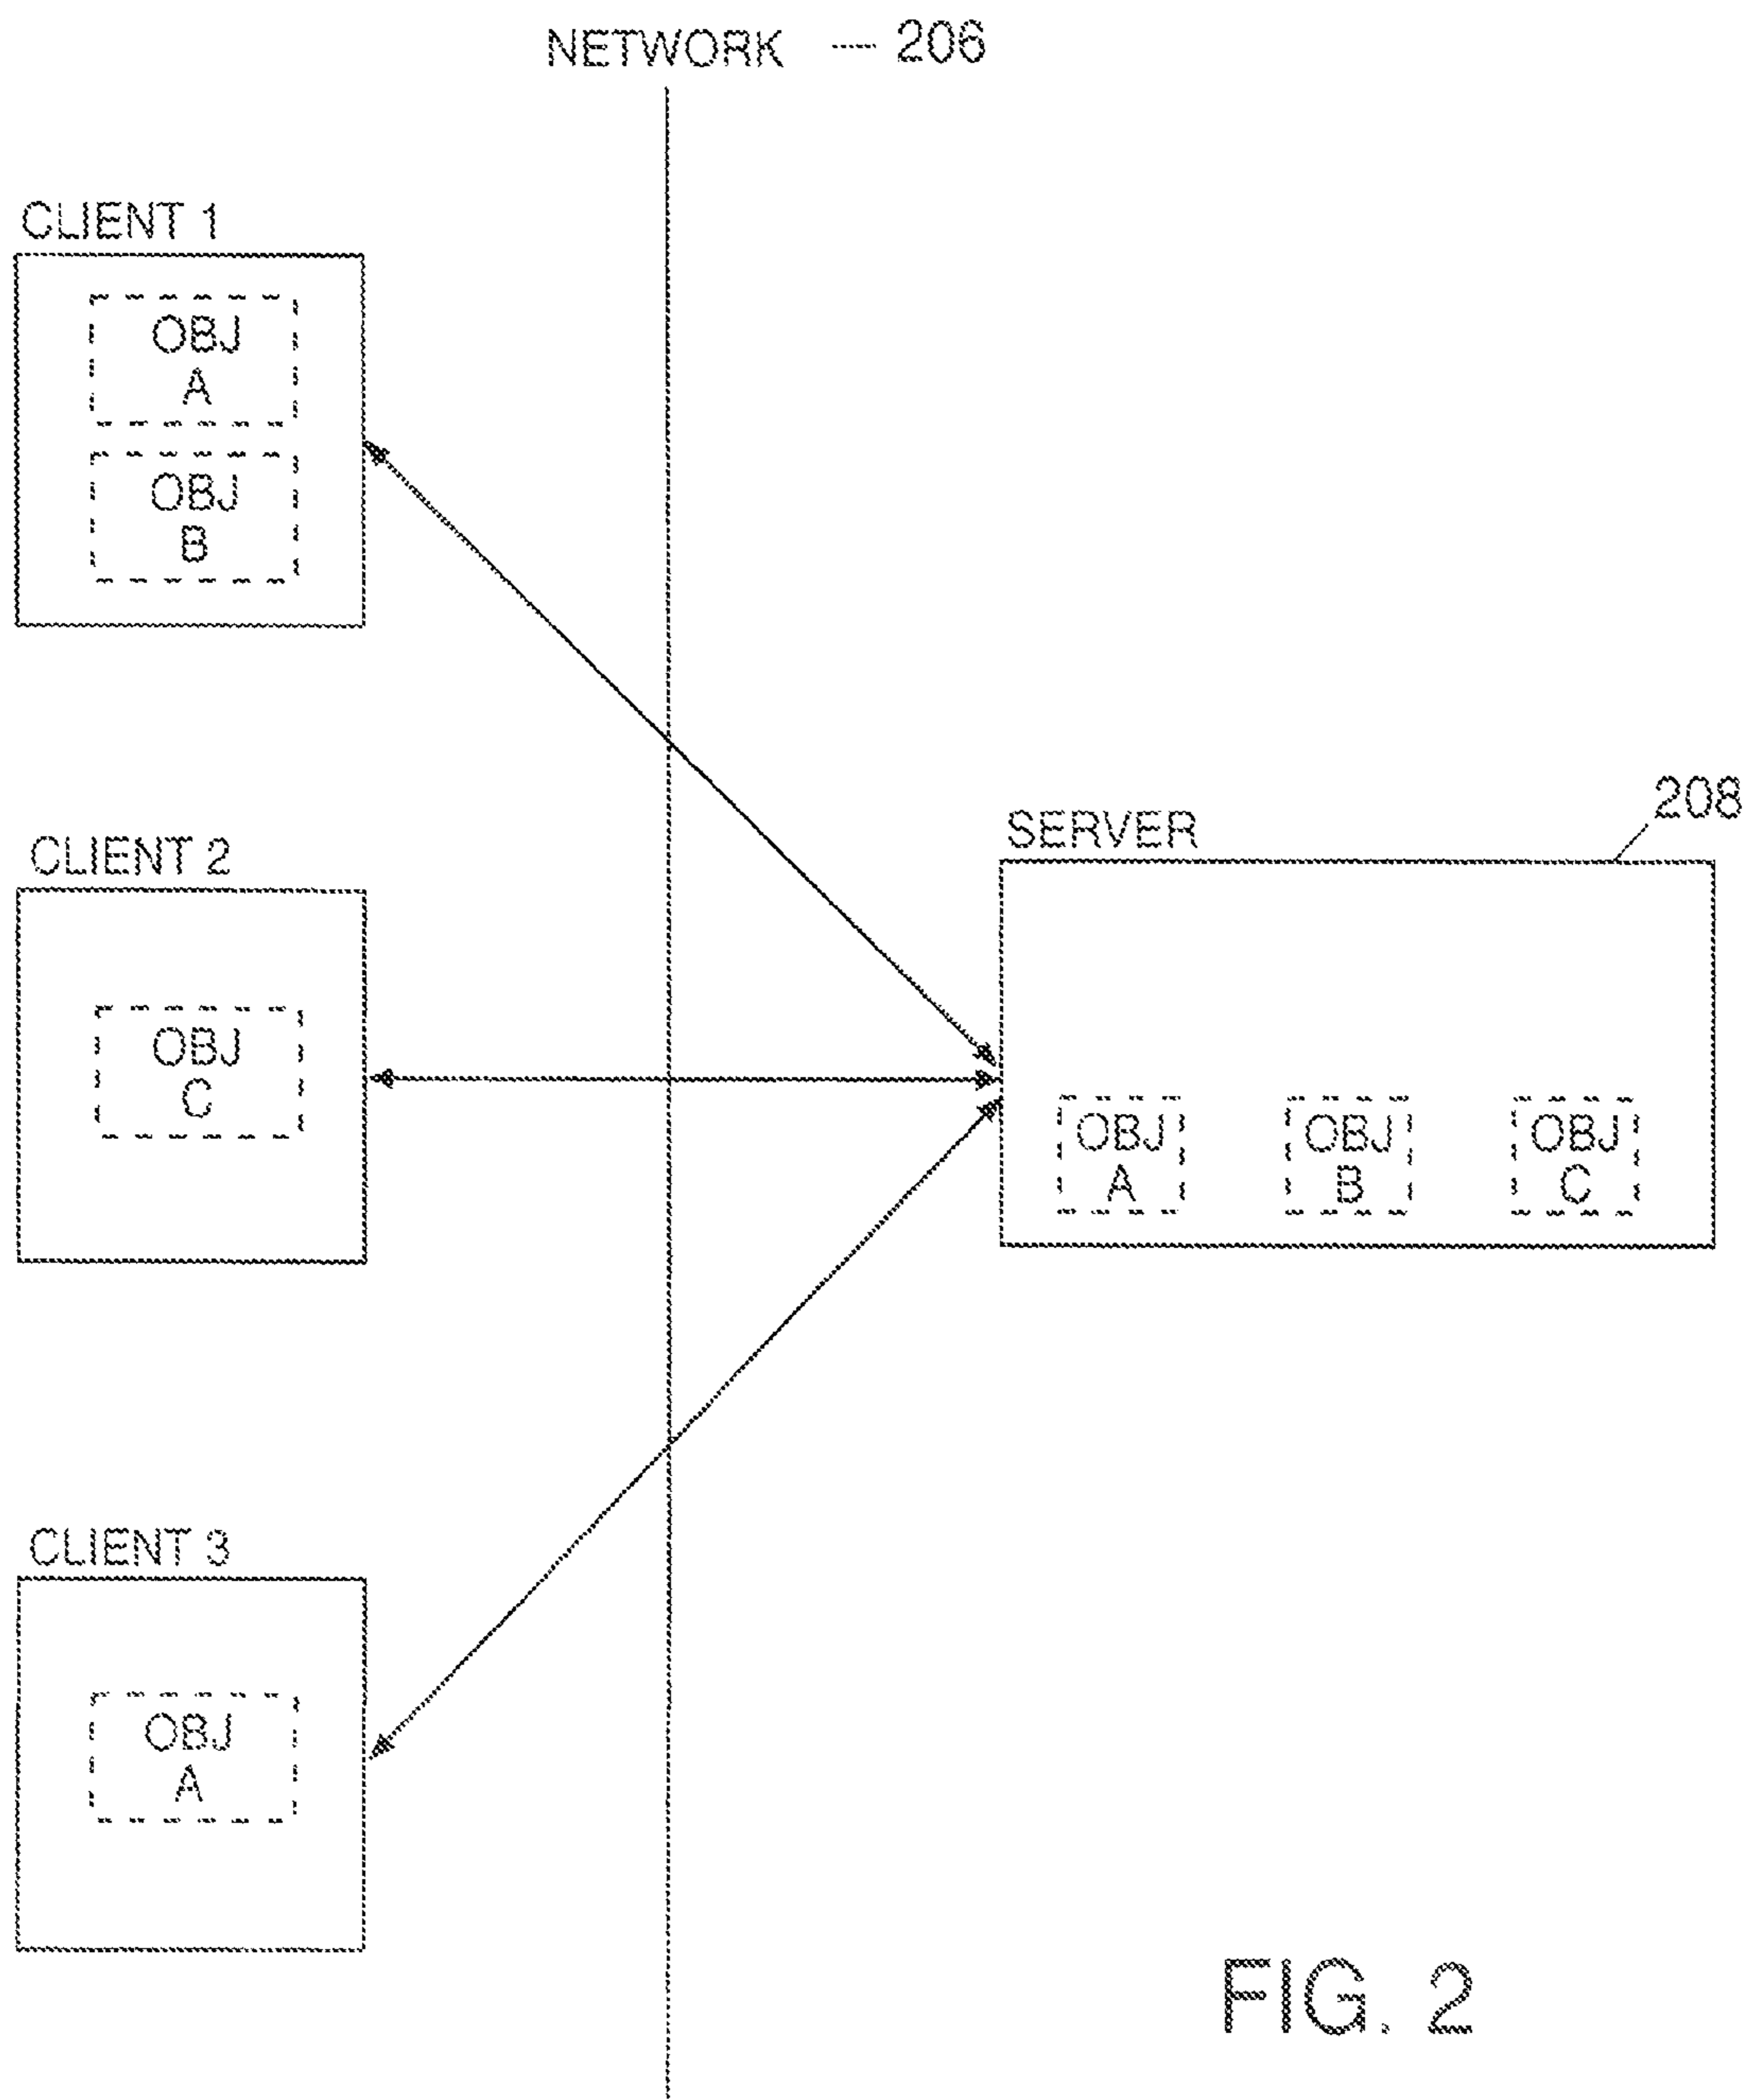 NETWORK --- 206
CLIENT 1
OBJ
A
OBJ
B
CLIENT 2
OBJ
C
SERVER
208
OBJ
A
OBJ
B
OBJ
C
CLIENT 3
OBJ
A
FIG. 2